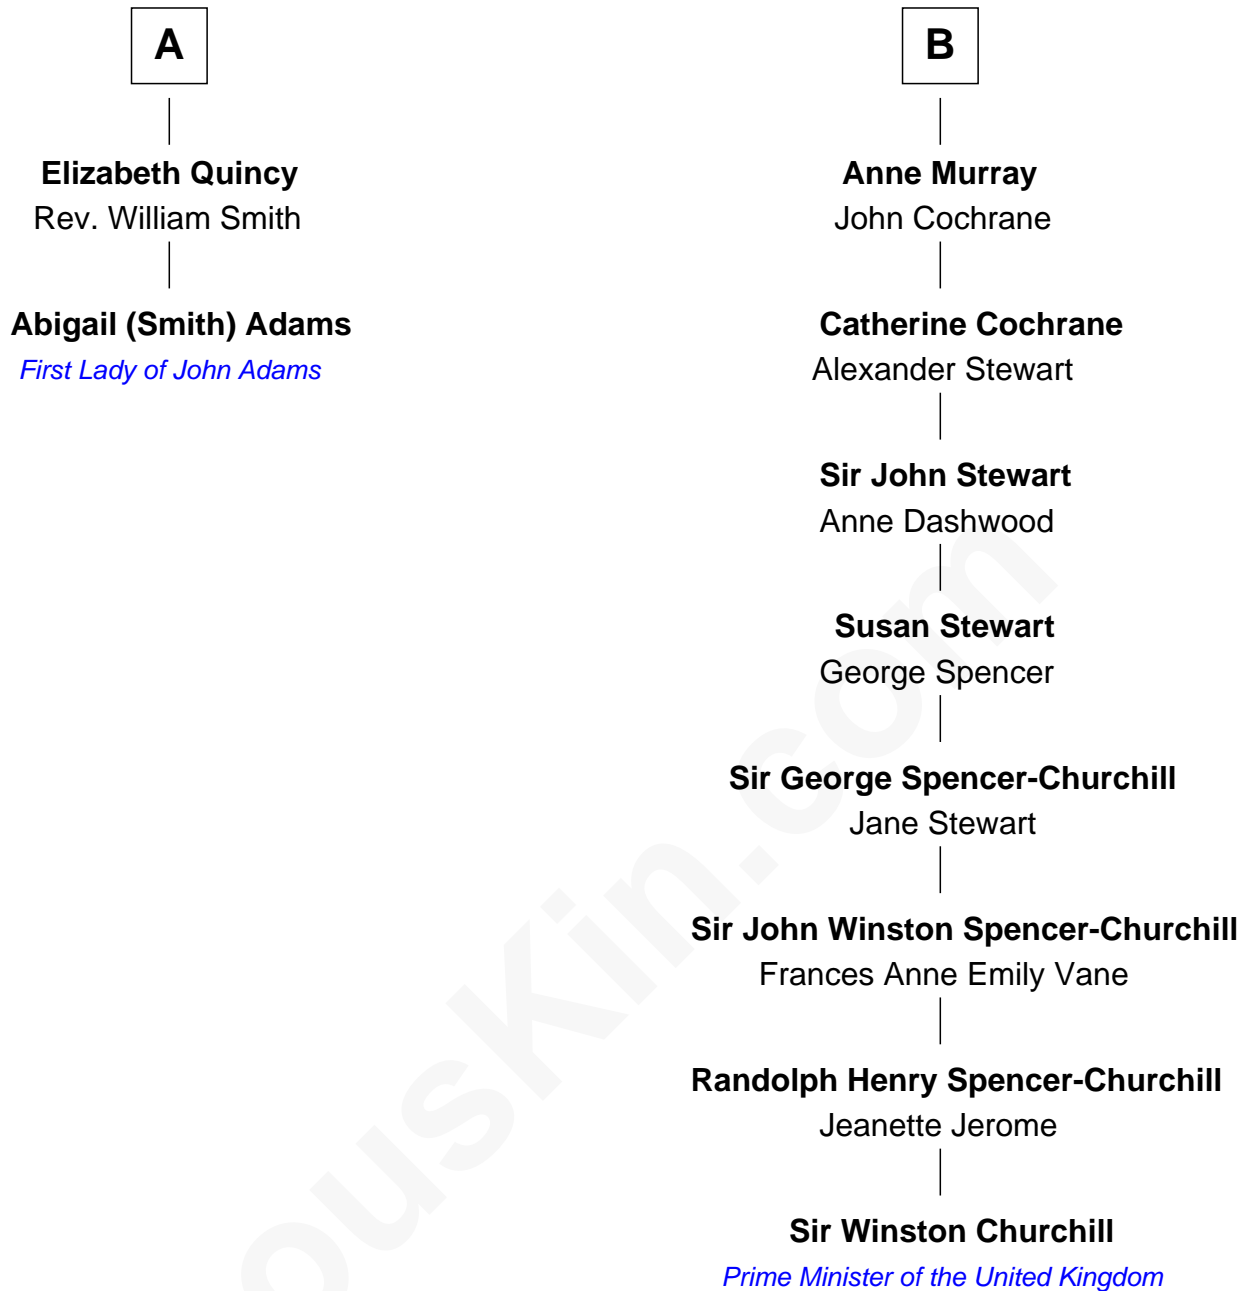 A
Elizabeth Quincy
Rev. William Smith
Abigail (Smith) Adams
First Lady of John Adams
B
Anne Murray
John Cochrane
Catherine Cochrane
Alexander Stewart
Sir John Stewart
Anne Dashwood
Susan Stewart
George Spencer
Sir George Spencer-Churchill
Jane Stewart
Sir John Winston Spencer-Churchill
Frances Anne Emily Vane
Randolph Henry Spencer-Churchill
Jeanette Jerome
Sir Winston Churchill
Prime Minister of the United Kingdom
ousKin.com